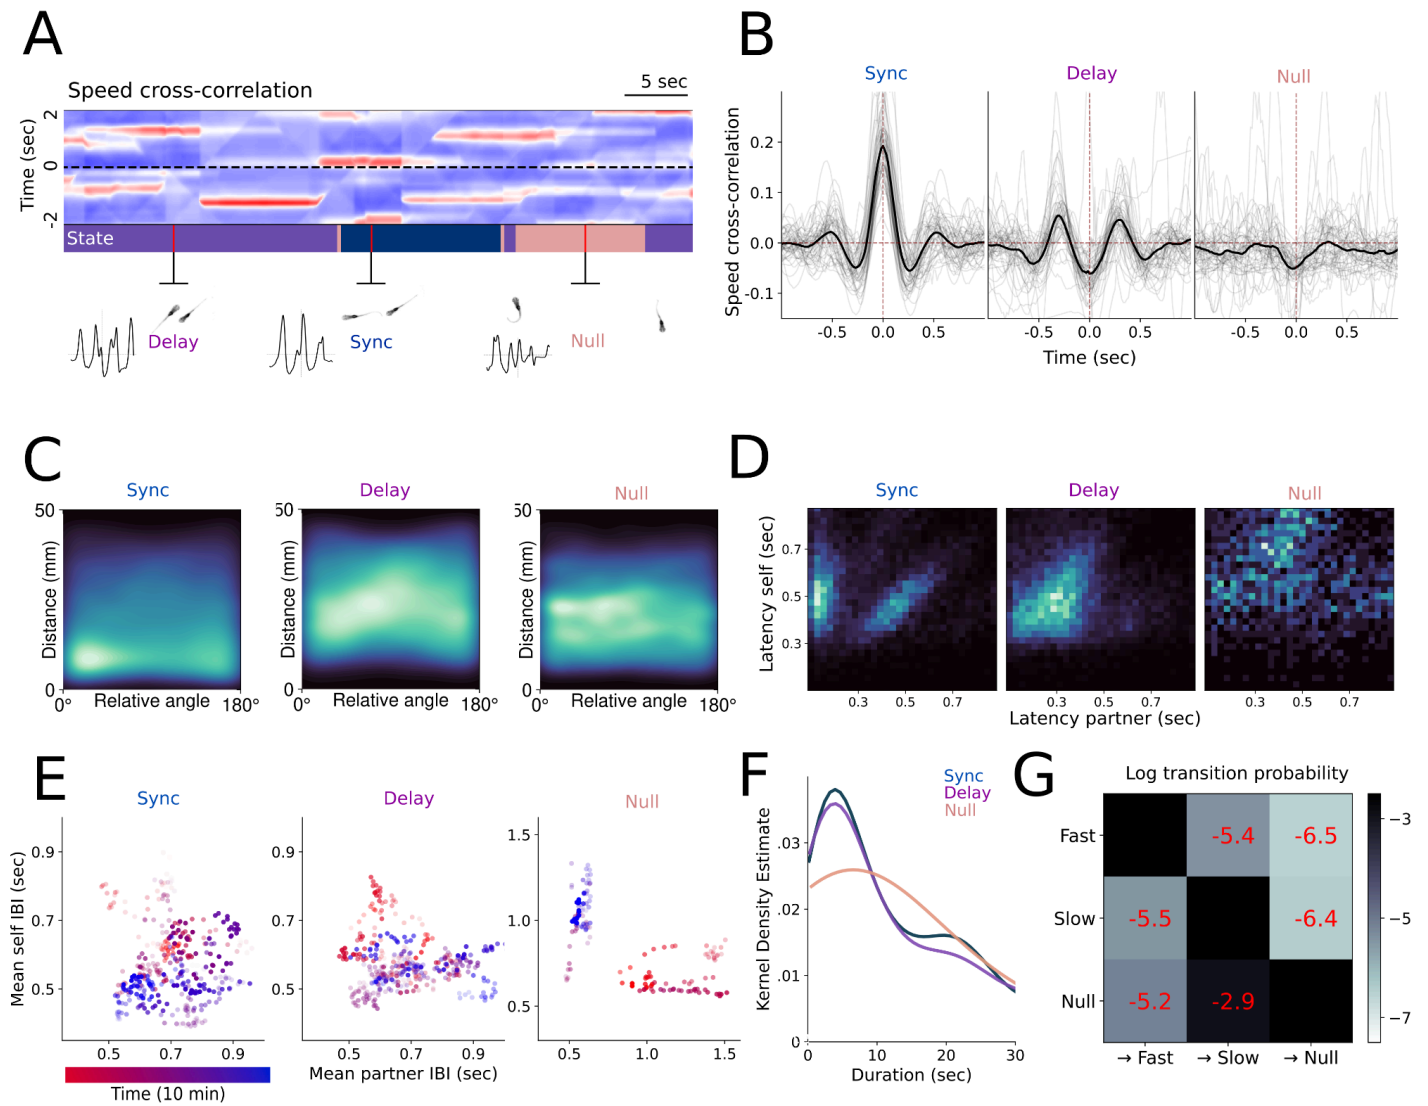 A
Speed cross-correlation
5 sec
Time (sec)
2
0
-2
State
Delay
Sync
Null
B
Sync
Delay
Null
Speed cross-correlation
0.2
0.1
0.0
-0.1
-0.5
0.0
0.5
-0.5
0.0
0.5
-0.5
0.0
0.5
Time (sec)
C
Sync
Delay
Null
50
Distance (mm)
0
0°
Relative angle
180°
50
Distance (mm)
0
0°
Relative angle
180°
50
Distance (mm)
0
0°
Relative angle
180°
D
Sync
Delay
Null
Latency self (sec)
0.7
0.5
0.3
0.3
0.5
0.7
0.3
0.5
0.7
0.3
0.5
0.7
Latency partner (sec)
E
Sync
Delay
Null
Mean self IBI (sec)
0.9
0.7
0.5
0.5
0.7
0.9
0.9
0.7
0.5
0.5
0.7
0.9
1.5
1.0
0.5
0.5
1.0
1.5
Mean partner IBI (sec)
Time (10 min)
F
Sync
Delay
Null
Kernel Density Estimate
.03
.02
.01
0
0
10
20
30
Duration (sec)
G
Log transition probability
Fast
-5.4
-6.5
Slow
-5.5
-6.4
Null
-5.2
-2.9
→ Fast
→ Slow
→ Null
−3
−5
−7